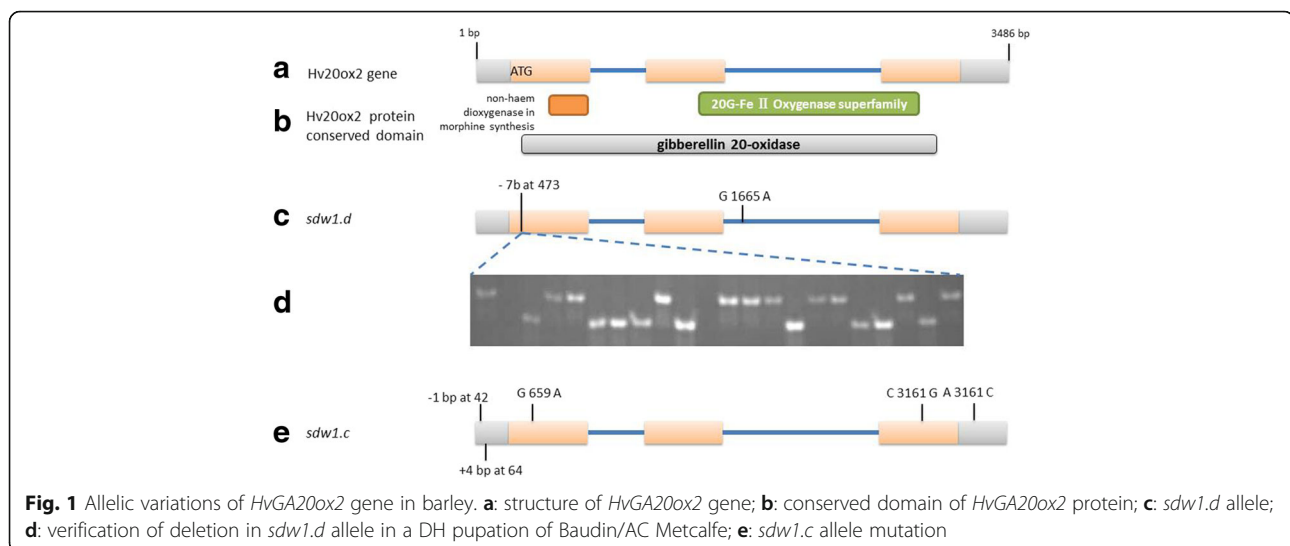 1 bp
3486 bp
a
Hv20ox2 gene
ATG
b
Hv20ox2 protein
conserved domain
non-haem
dioxygenase in
morphine synthesis
20G-Fe II Oxygenase superfamily
gibberellin 20-oxidase
- 7b at 473
G 1665 A
c
sdw1.d
d
-1 bp at 42
G 659 A
C 3161 G
A 3161 C
e
sdw1.c
+4 bp at 64
Fig. 1 Allelic variations of HvGA20ox2 gene in barley. a: structure of HvGA20ox2 gene; b: conserved domain of HvGA20ox2 protein; c: sdw1.d allele;
d: verification of deletion in sdw1.d allele in a DH pupation of Baudin/AC Metcalfe; e: sdw1.c allele mutation